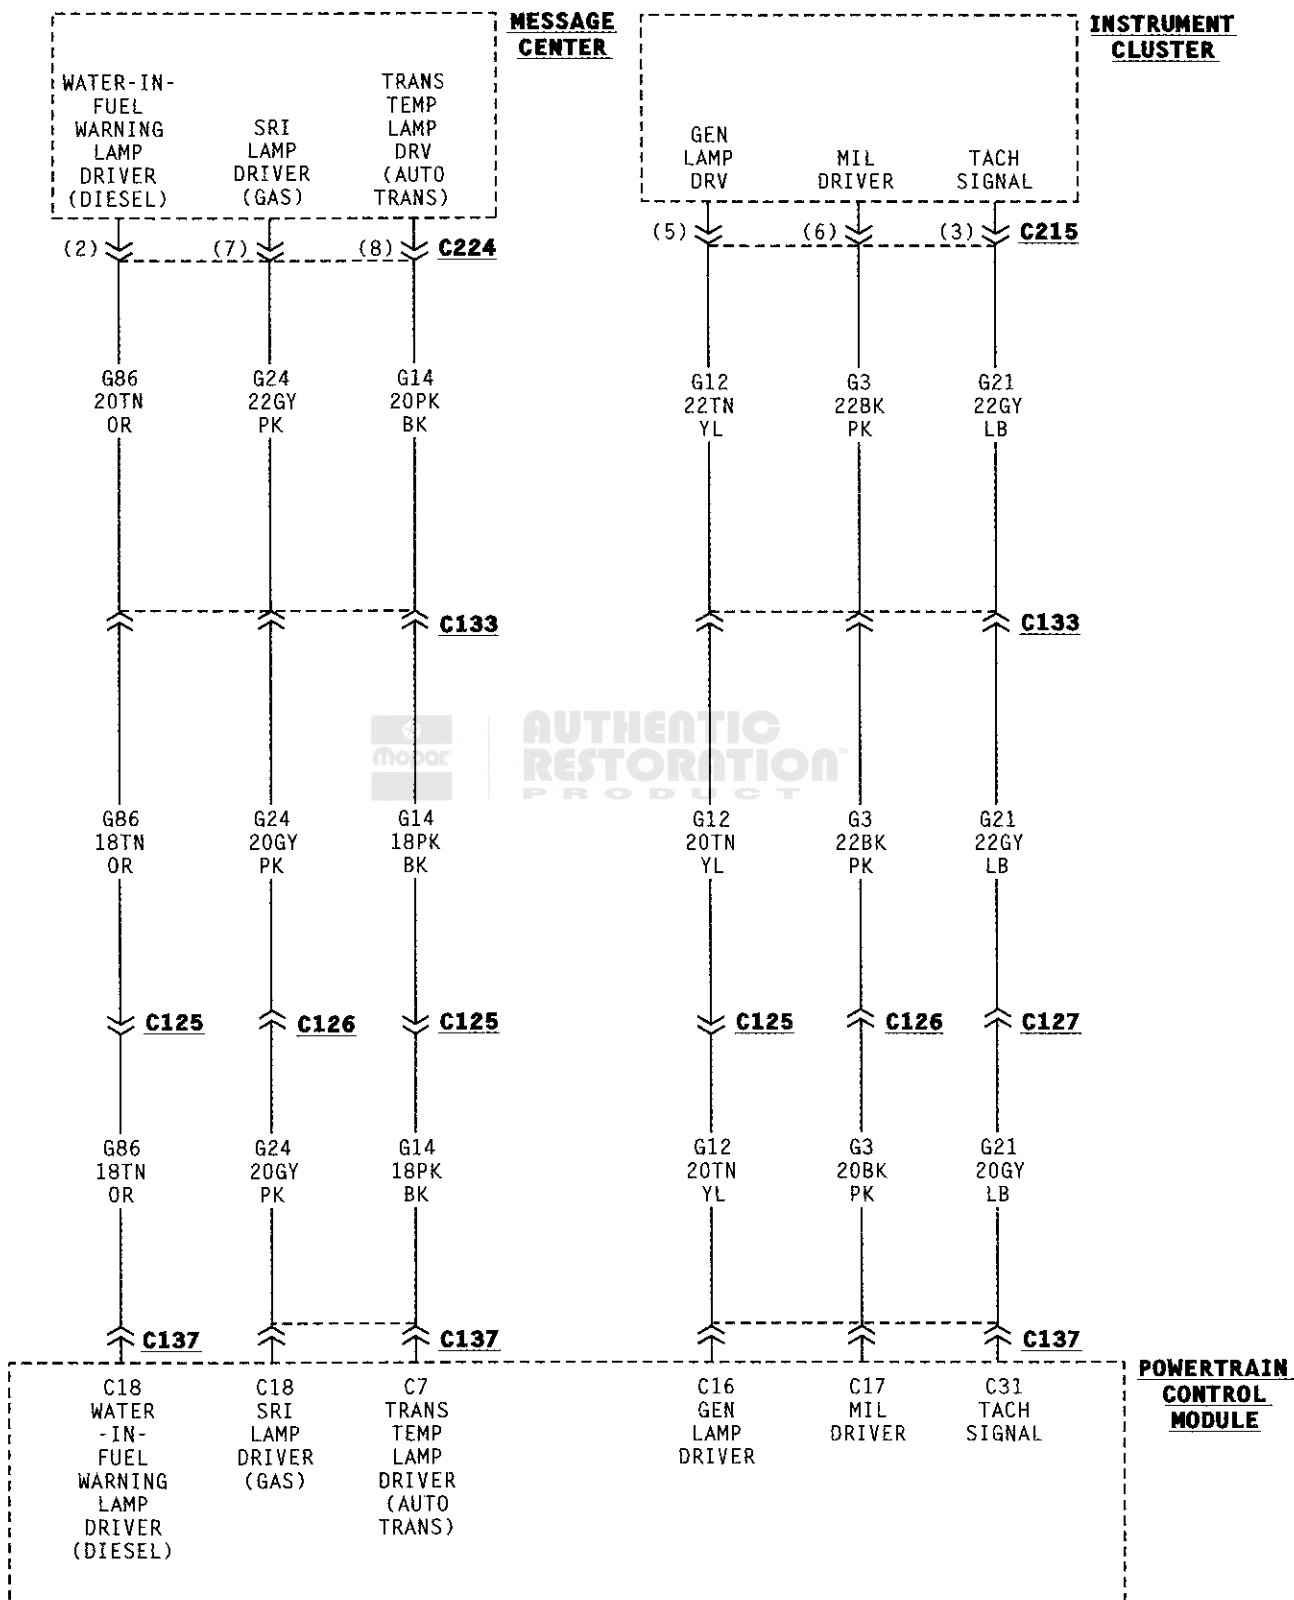 MESSAGE
CENTER
INSTRUMENT
CLUSTER
WATER-IN-
FUEL
WARNING
LAMP
DRIVER
(DIESEL)
SRI
LAMP
DRIVER
(GAS)
TRANS
TEMP
LAMP
DRV
(AUTO
TRANS)
GEN
LAMP
DRV
MIL
DRIVER
TACH
SIGNAL
(2) (7) (8) C224
(5) (6) (3) C215
G86
20TN
OR
G24
22GY
PK
G14
20PK
BK
G12
22TN
YL
G3
22BK
PK
G21
22GY
LB
C133
C133
mopar
AUTHENTIC
RESTORATION™
PRODUCT
G86
18TN
OR
G24
20GY
PK
G14
18PK
BK
G12
20TN
YL
G3
22BK
PK
G21
22GY
LB
C125
C126
C125
C125
C126
C127
G86
18TN
OR
G24
20GY
PK
G14
18PK
BK
G12
20TN
YL
G3
20BK
PK
G21
20GY
LB
C137
C137
C137
POWERTRAIN
CONTROL
MODULE
C18
WATER
-IN-
FUEL
WARNING
LAMP
DRIVER
(DIESEL)
C18
SRI
LAMP
DRIVER
(GAS)
C7
TRANS
TEMP
LAMP
DRIVER
(AUTO
TRANS)
C16
GEN
LAMP
DRIVER
C17
MIL
DRIVER
C31
TACH
SIGNAL